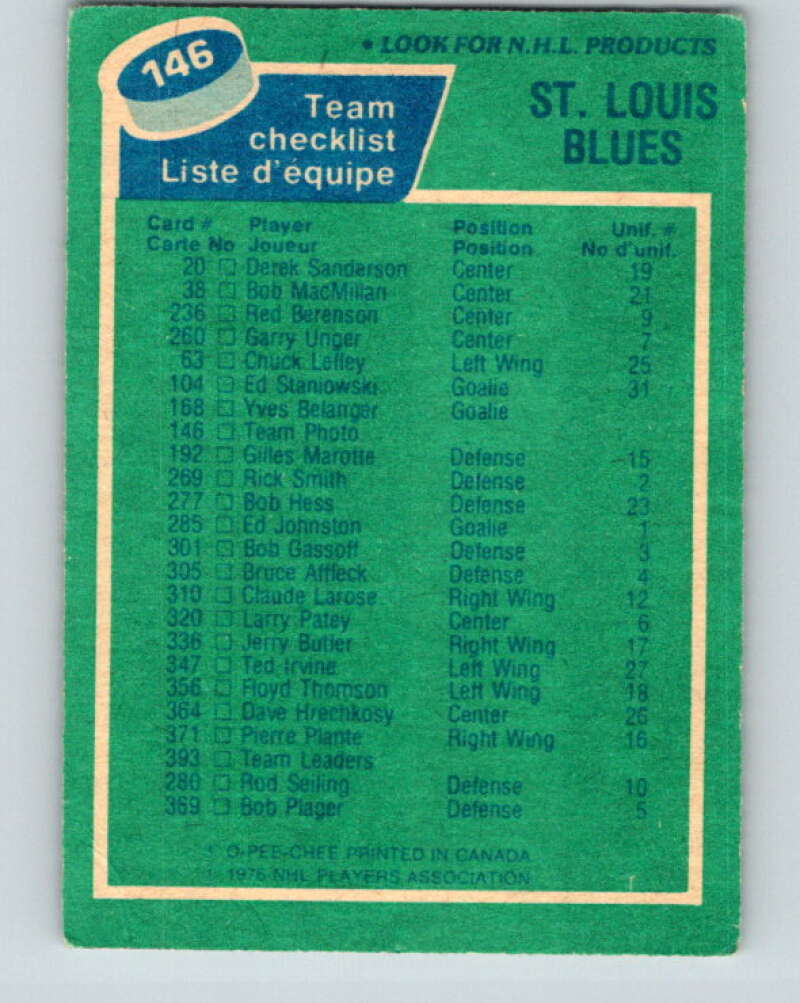 146
* LOOK FOR N.H.L. PRODUCTS
Team
checklist
Liste d'équipe
ST. LOUIS
BLUES
Card # Player Position Unif. #
Carte No Joueur Position No d'unif.
20 □ Derek Sanderson Center 19
38 □ Bob MacMillan Center 21
236 □ Red Berenson Center 9
260 □ Garry Unger Center 7
63 □ Chuck Lefley Left Wing 25
104 □ Ed Staniowski Goalie 31
168 □ Yves Belanger Goalie
146 □ Team Photo
192 □ Gilles Marotte Defense 15
269 □ Rick Smith Defense 2
277 □ Bob Hess Defense 23
285 □ Ed Johnston Goalie 1
301 □ Bob Gassoff Defense 3
305 □ Bruce Affleck Defense 4
310 □ Claude Larose Right Wing 12
320 □ Larry Patey Center 6
336 □ Jerry Butler Right Wing 17
347 □ Ted Irvine Left Wing 27
356 □ Floyd Thomson Left Wing 18
364 □ Dave Hrechkosy Center 26
371 □ Pierre Plante Right Wing 16
393 □ Team Leaders
280 □ Rod Seiling Defense 10
369 □ Bob Plager Defense 5
O-PEE-CHEE PRINTED IN CANADA
1976 NHL PLAYERS ASSOCIATION